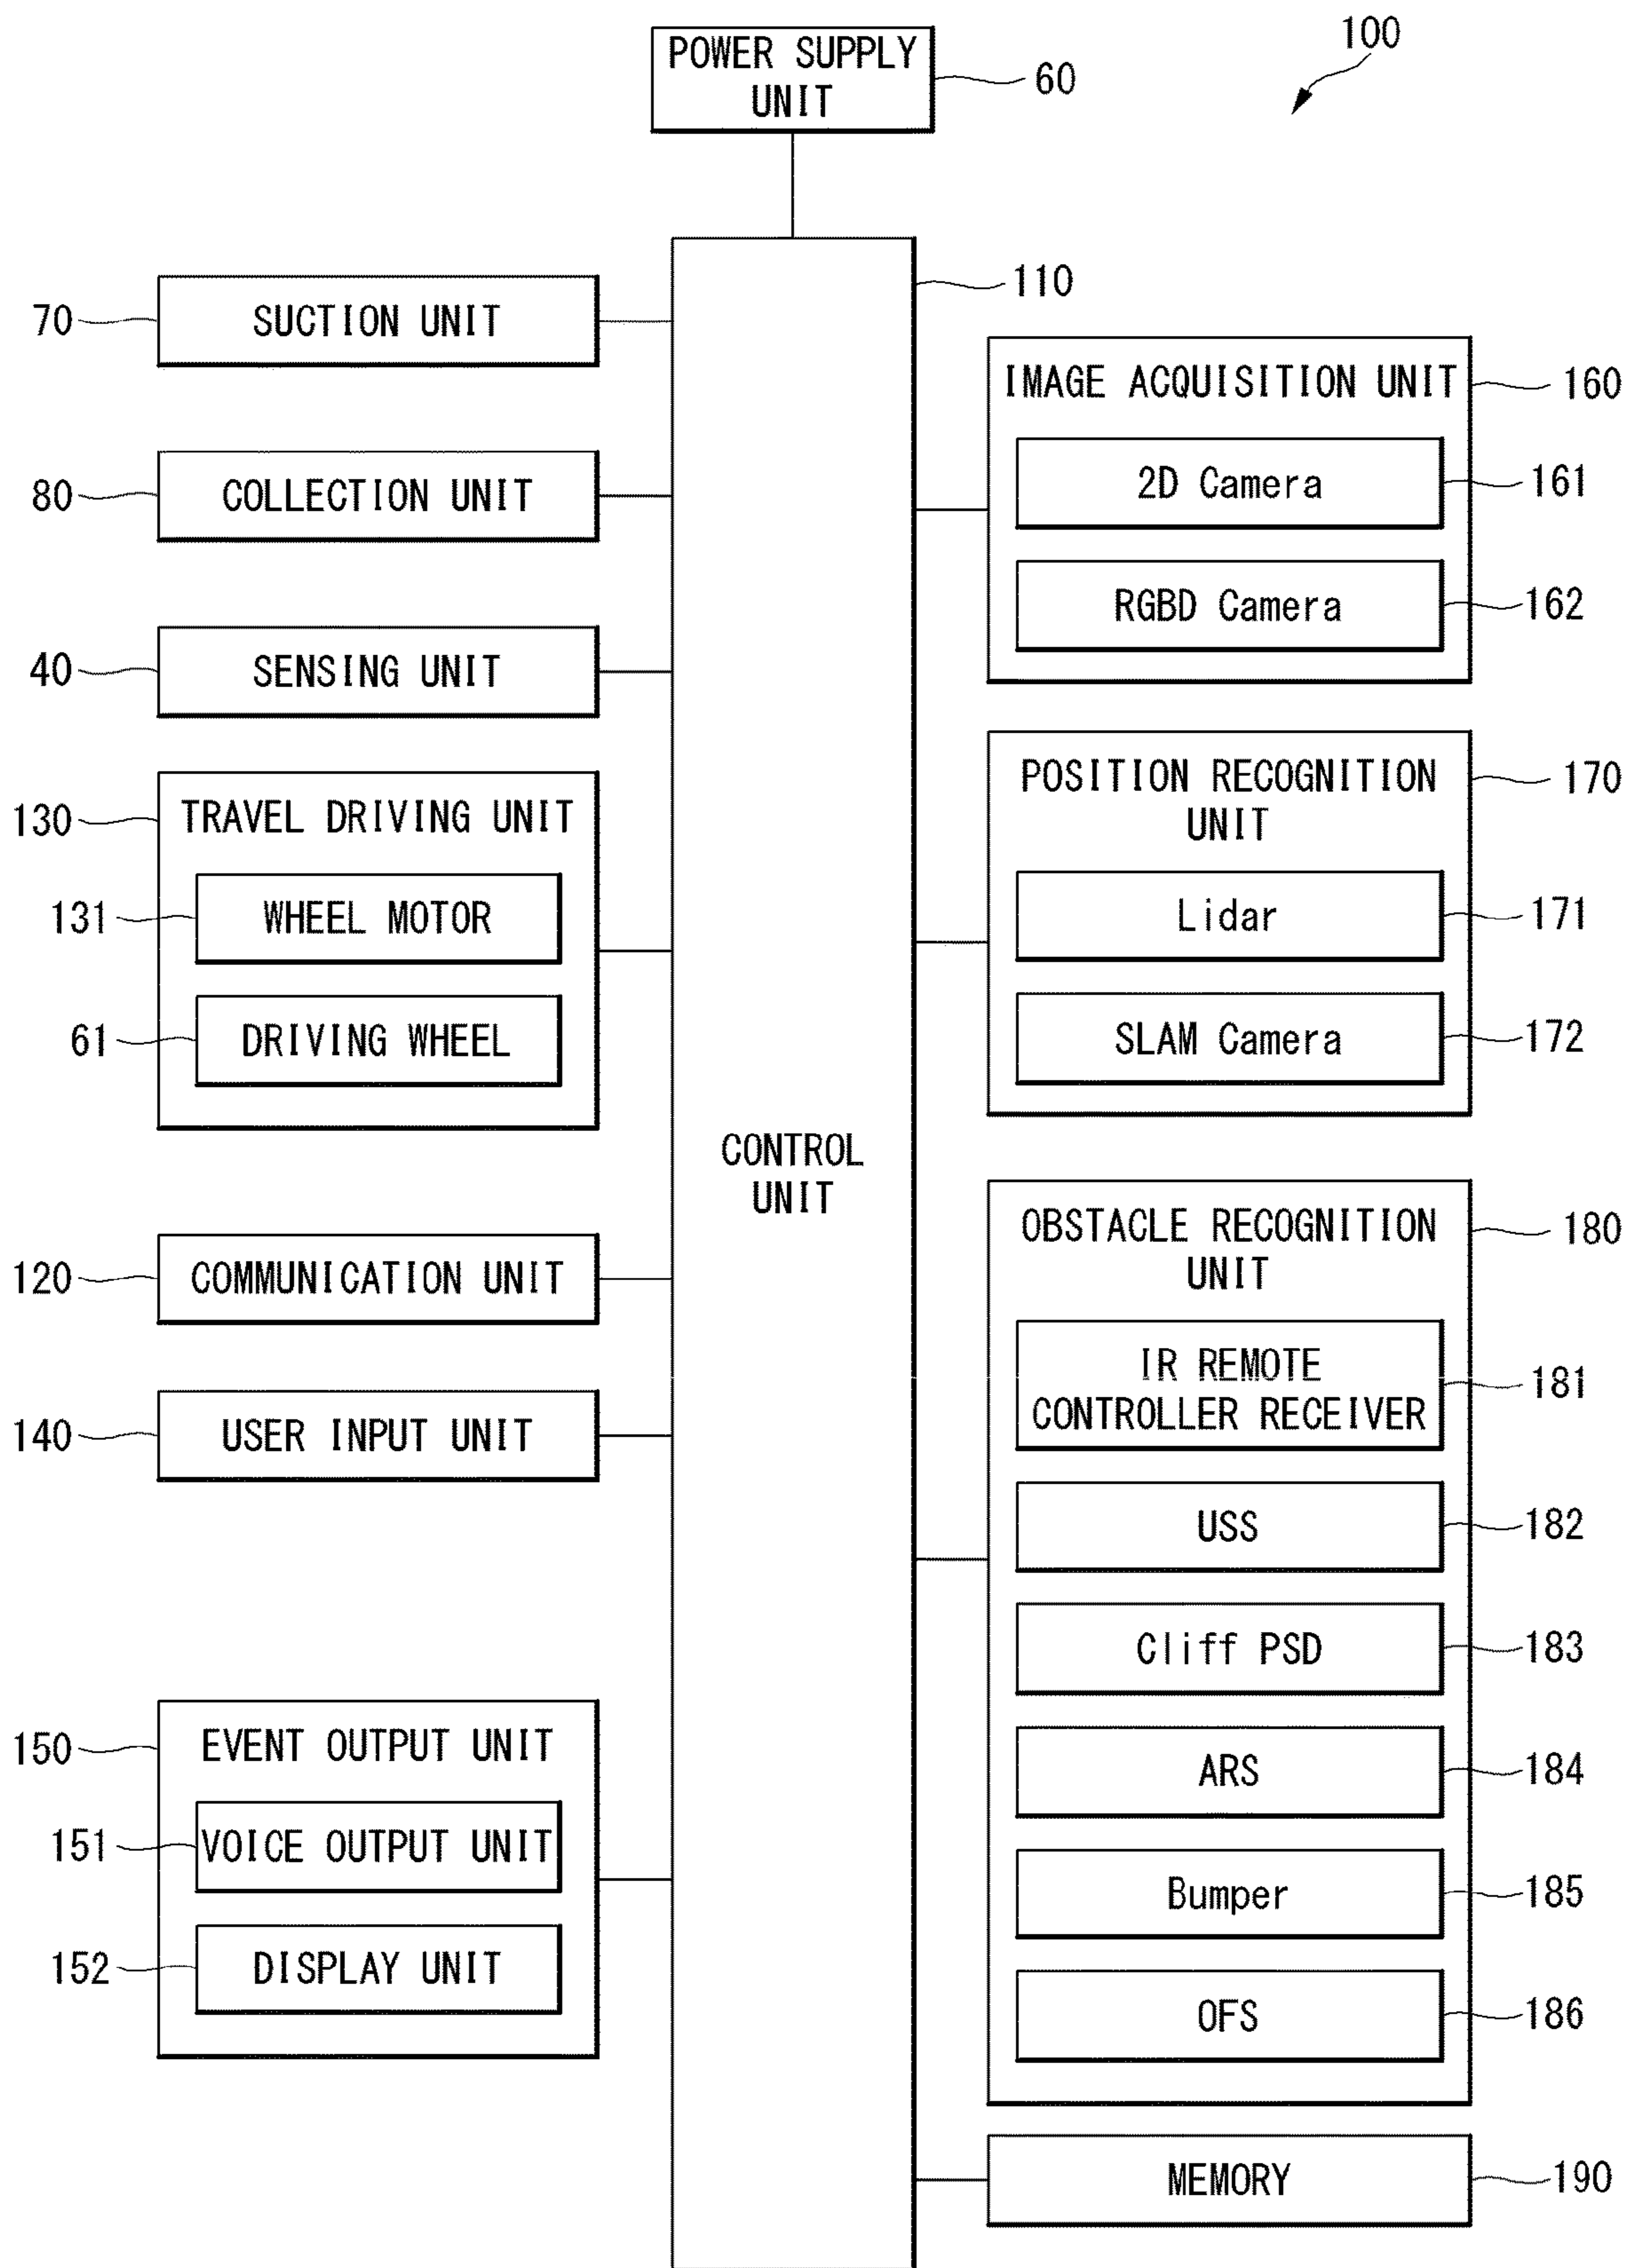 100
POWER SUPPLY
UNIT
60
110
70
SUCTION UNIT
80
COLLECTION UNIT
40
SENSING UNIT
130
TRAVEL DRIVING UNIT
131
WHEEL MOTOR
61
DRIVING WHEEL
120
COMMUNICATION UNIT
140
USER INPUT UNIT
150
EVENT OUTPUT UNIT
151
VOICE OUTPUT UNIT
152
DISPLAY UNIT
CONTROL
UNIT
IMAGE ACQUISITION UNIT
160
2D Camera
161
RGBD Camera
162
POSITION RECOGNITION
UNIT
170
Lidar
171
SLAM Camera
172
OBSTACLE RECOGNITION
UNIT
180
IR REMOTE
CONTROLLER RECEIVER
181
USS
182
Cliff PSD
183
ARS
184
Bumper
185
OFS
186
MEMORY
190